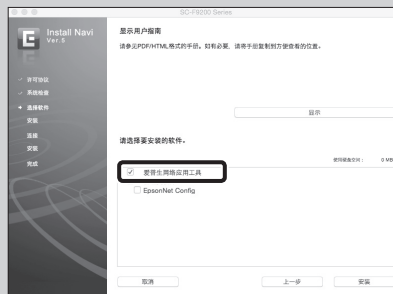 SC-F9200 Series
Install Navi
Ver.5
许可协议
系统检查
选择软件
安装
连接
安装
完成
显示用户指南
请参见PDF/HTML格式的手册。如有必要，请将手册复制到方便查看的位置。
显示
请选择要安装的软件。
使用硬盘空间： 0 MB
爱普生网络应用工具
EpsonNet Config
取消
上一步
安装